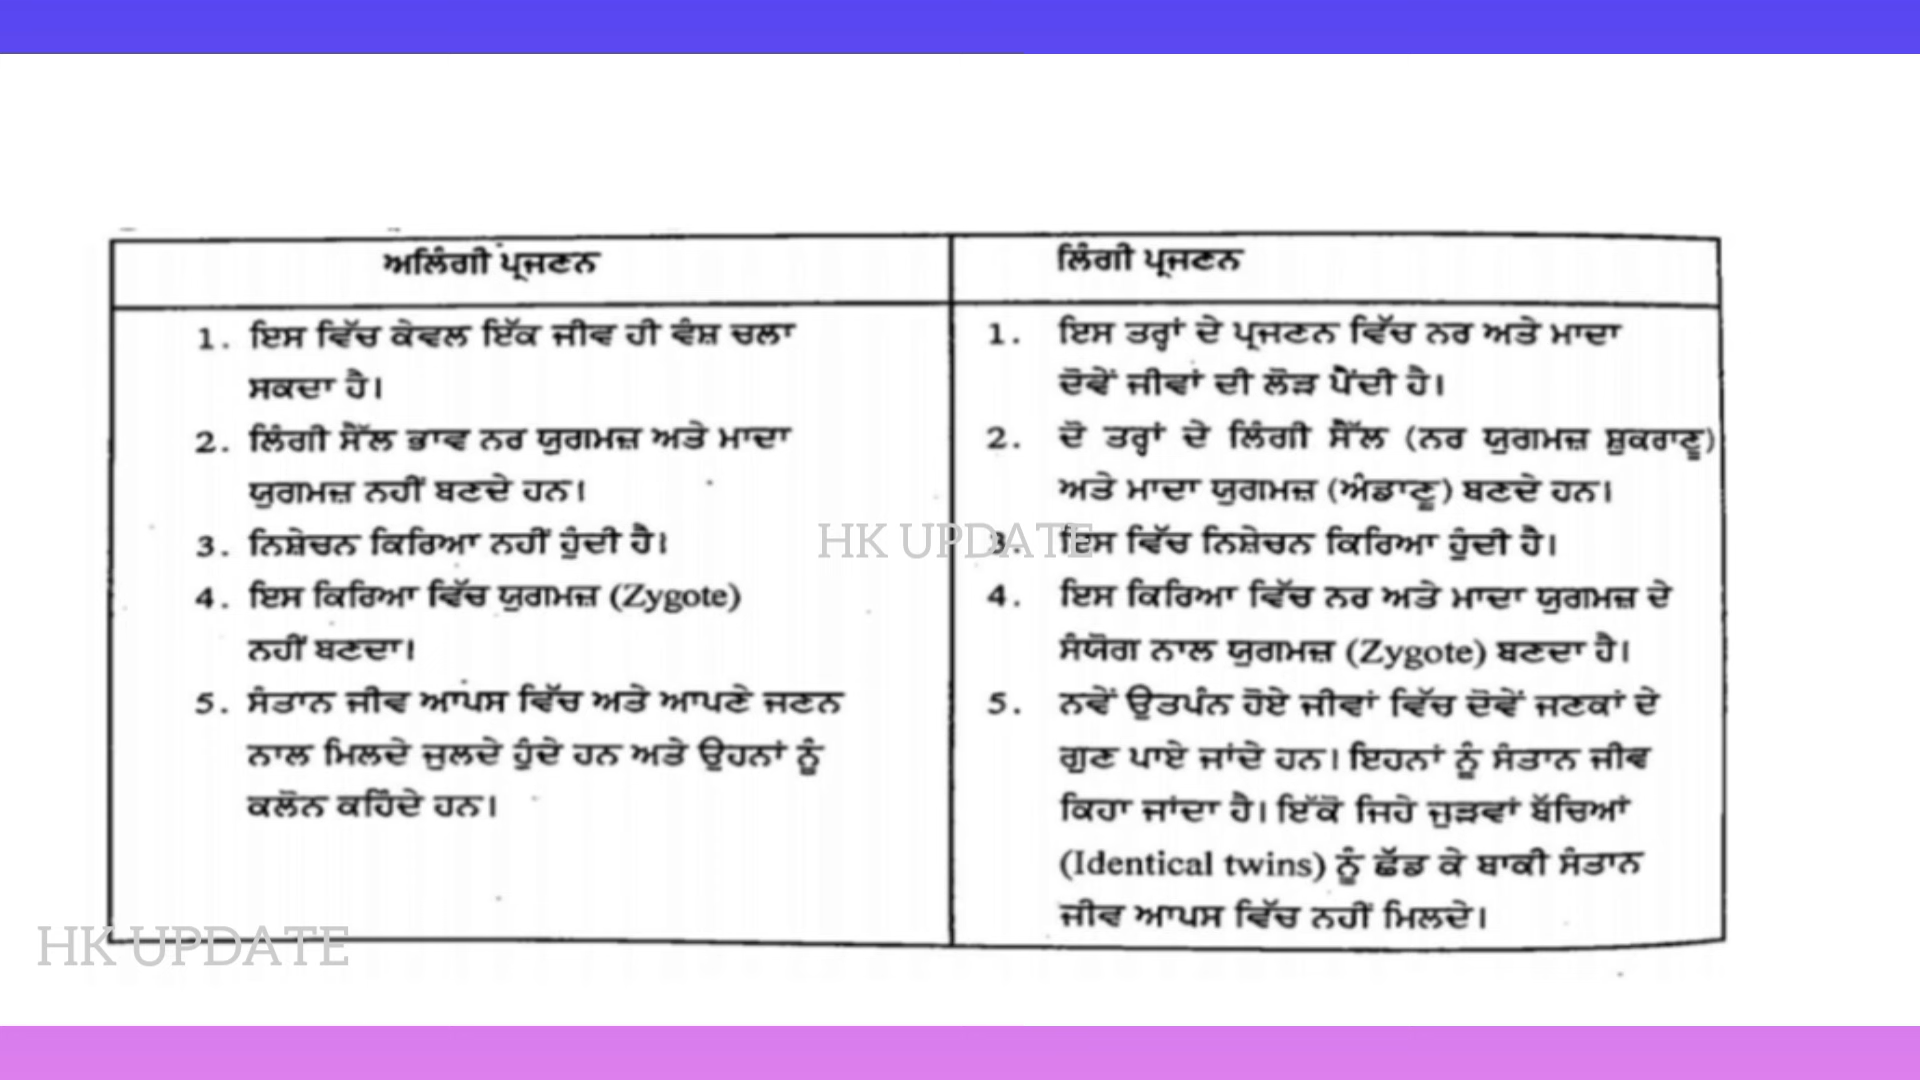 ਅਲਿੰਗੀ ਪ੍ਰਜਣਨ
1. ਇਸ ਵਿੱਚ ਕੇਵਲ ਇੱਕ ਜੀਵ ਹੀ ਵੰਸ਼ ਚਲਾ
ਸਕਦਾ ਹੈ।
2. ਲਿੰਗੀ ਸੈੱਲ ਭਾਵ ਨਰ ਯੁਗਮਜ਼ ਅਤੇ ਮਾਦਾ
ਯੁਗਮਜ਼ ਨਹੀਂ ਬਣਦੇ ਹਨ।
3. ਨਿਸ਼ੇਚਨ ਕਿਰਿਆ ਨਹੀਂ ਹੁੰਦੀ ਹੈ।
4. ਇਸ ਕਿਰਿਆ ਵਿੱਚ ਯੁਗਮਜ਼ (Zygote)
ਨਹੀਂ ਬਣਦਾ।
5. ਸੰਤਾਨ ਜੀਵ ਆਪਸ ਵਿੱਚ ਅਤੇ ਆਪਣੇ ਜਣਨ
ਨਾਲ ਮਿਲਦੇ ਜੁਲਦੇ ਹੁੰਦੇ ਹਨ ਅਤੇ ਉਹਨਾਂ ਨੂੰ
ਕਲੋਨ ਕਹਿੰਦੇ ਹਨ।
ਲਿੰਗੀ ਪ੍ਰਜਣਨ
1. ਇਸ ਤਰ੍ਹਾਂ ਦੇ ਪ੍ਰਜਣਨ ਵਿੱਚ ਨਰ ਅਤੇ ਮਾਦਾ
ਦੋਵੇਂ ਜੀਵਾਂ ਦੀ ਲੋੜ ਪੈਂਦੀ ਹੈ।
2. ਦੋ ਤਰ੍ਹਾਂ ਦੇ ਲਿੰਗੀ ਸੈੱਲ (ਨਰ ਯੁਗਮਜ਼ ਸ਼ੁਕਰਾਣੂ)
ਅਤੇ ਮਾਦਾ ਯੁਗਮਜ਼ (ਅੰਡਾਣੂ) ਬਣਦੇ ਹਨ।
3. ਇਸ ਵਿੱਚ ਨਿਸ਼ੇਚਨ ਕਿਰਿਆ ਹੁੰਦੀ ਹੈ।
4. ਇਸ ਕਿਰਿਆ ਵਿੱਚ ਨਰ ਅਤੇ ਮਾਦਾ ਯੁਗਮਜ਼ ਦੇ
ਸੰਯੋਗ ਨਾਲ ਯੁਗਮਜ਼ (Zygote) ਬਣਦਾ ਹੈ।
5. ਨਵੇਂ ਉਤਪੰਨ ਹੋਏ ਜੀਵਾਂ ਵਿੱਚ ਦੋਵੇਂ ਜਣਕਾਂ ਦੇ
ਗੁਣ ਪਾਏ ਜਾਂਦੇ ਹਨ। ਇਹਨਾਂ ਨੂੰ ਸੰਤਾਨ ਜੀਵ
ਕਿਹਾ ਜਾਂਦਾ ਹੈ। ਇੱਕੋ ਜਿਹੇ ਜੁੜਵਾਂ ਬੱਚਿਆਂ
(Identical twins) ਨੂੰ ਛੱਡ ਕੇ ਬਾਕੀ ਸੰਤਾਨ
ਜੀਵ ਆਪਸ ਵਿੱਚ ਨਹੀਂ ਮਿਲਦੇ।
HK UPDATE
HK UPDATE